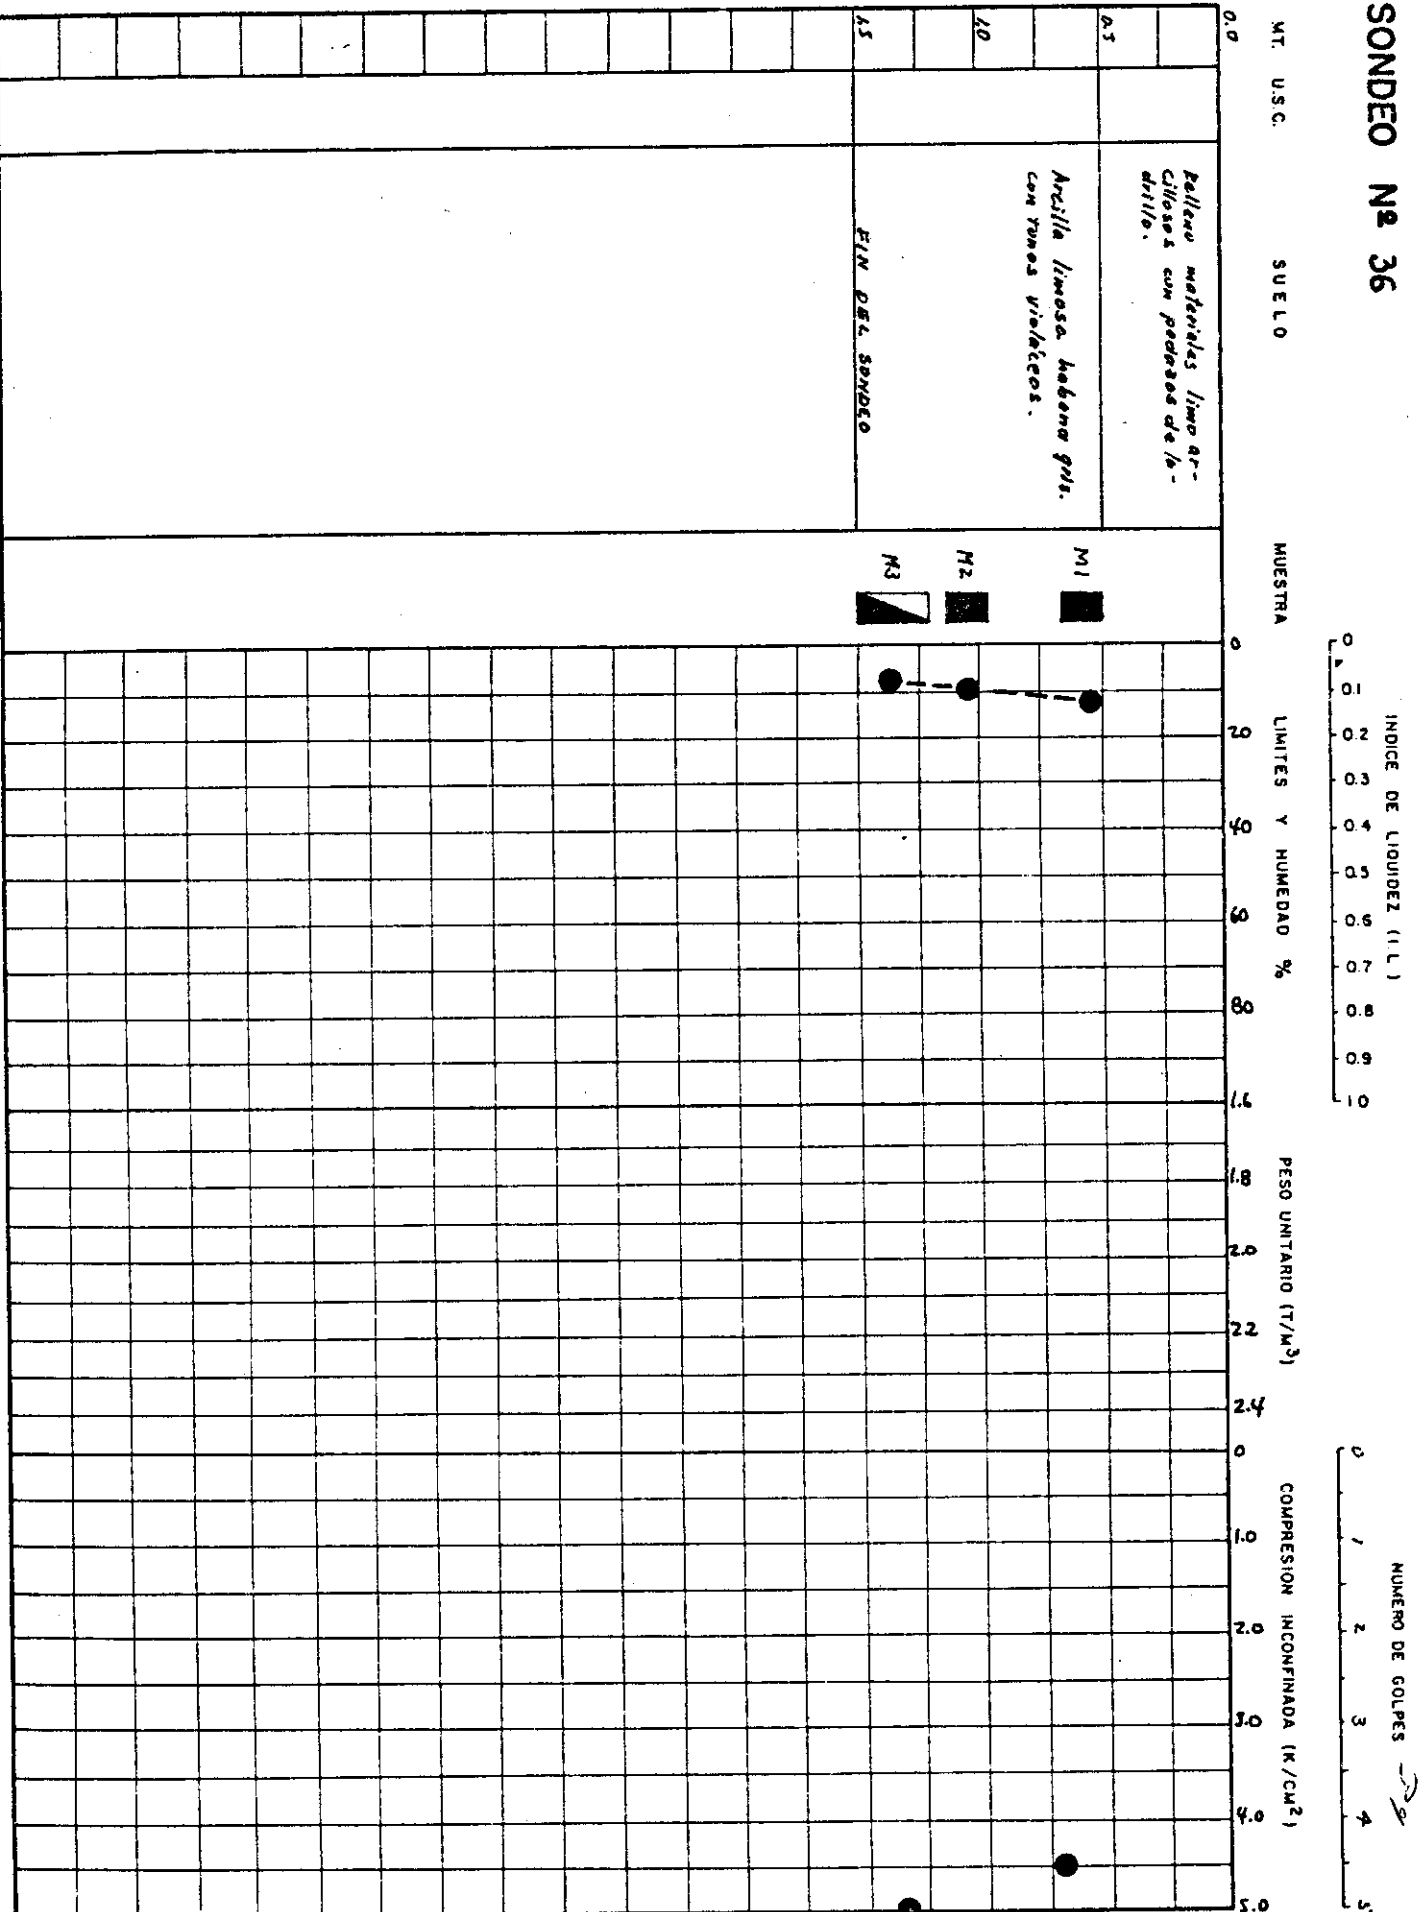 SONDEO Nº 36
INDICE DE LIQUIDEZ (I.L.)
0 0.1 0.2 0.3 0.4 0.5 0.6 0.7 0.8 0.9 10
NUMERO DE GOLPES
0 1 2 3 4 5
MT. U.S.C. SUELO MUESTRA LIMITES Y HUMEDAD % PESO UNITARIO (T/M³) COMPRESION INCONFINADA (K/CM²)
0.0 0 20 40 60 80 1.6 1.8 2.0 2.2 2.4 0 1.0 2.0 3.0 4.0 5.0
Relleno materiales limo ar-
cillosos con pedazos de la-
drillo.
0.5
M1
Arcilla limosa habana gris.
con tonos violáceos.
1.0
M2
M3
1.5
FIN DEL SONDEO